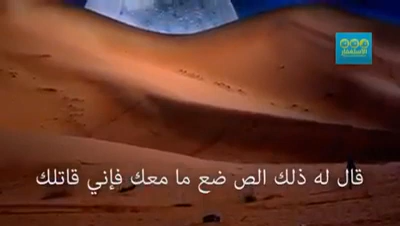 قال له ذلك الص ضع ما معك فإني قاتلك